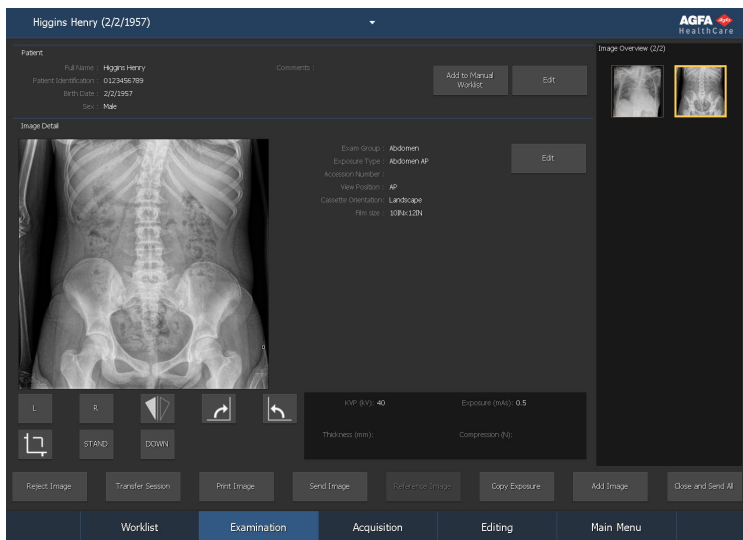 Higgins Henry (2/2/1957)
AGFA
HealthCare
Patient
Full Name : Higgins Henry
Comments :
Patient Identification : 0123456789
Birth Date : 2/2/1957
Sex : Male
Add to Manual
Worklist
Edit
Image Overview (2/2)
Image Detail
Exam Group : Abdomen
Exposure Type : Abdomen AP
Accession Number :
View Position : AP
Cassette Orientation: Landscape
Film size : 10INx12IN
Edit
L
R
STAND
DOWN
KVP (kV): 40
Exposure (mAs): 0.5
Thickness (mm):
Compression (N):
Reject Image
Transfer Session
Print Image
Send Image
Reference Image
Copy Exposure
Add Image
Close and Send All
Worklist
Examination
Acquisition
Editing
Main Menu